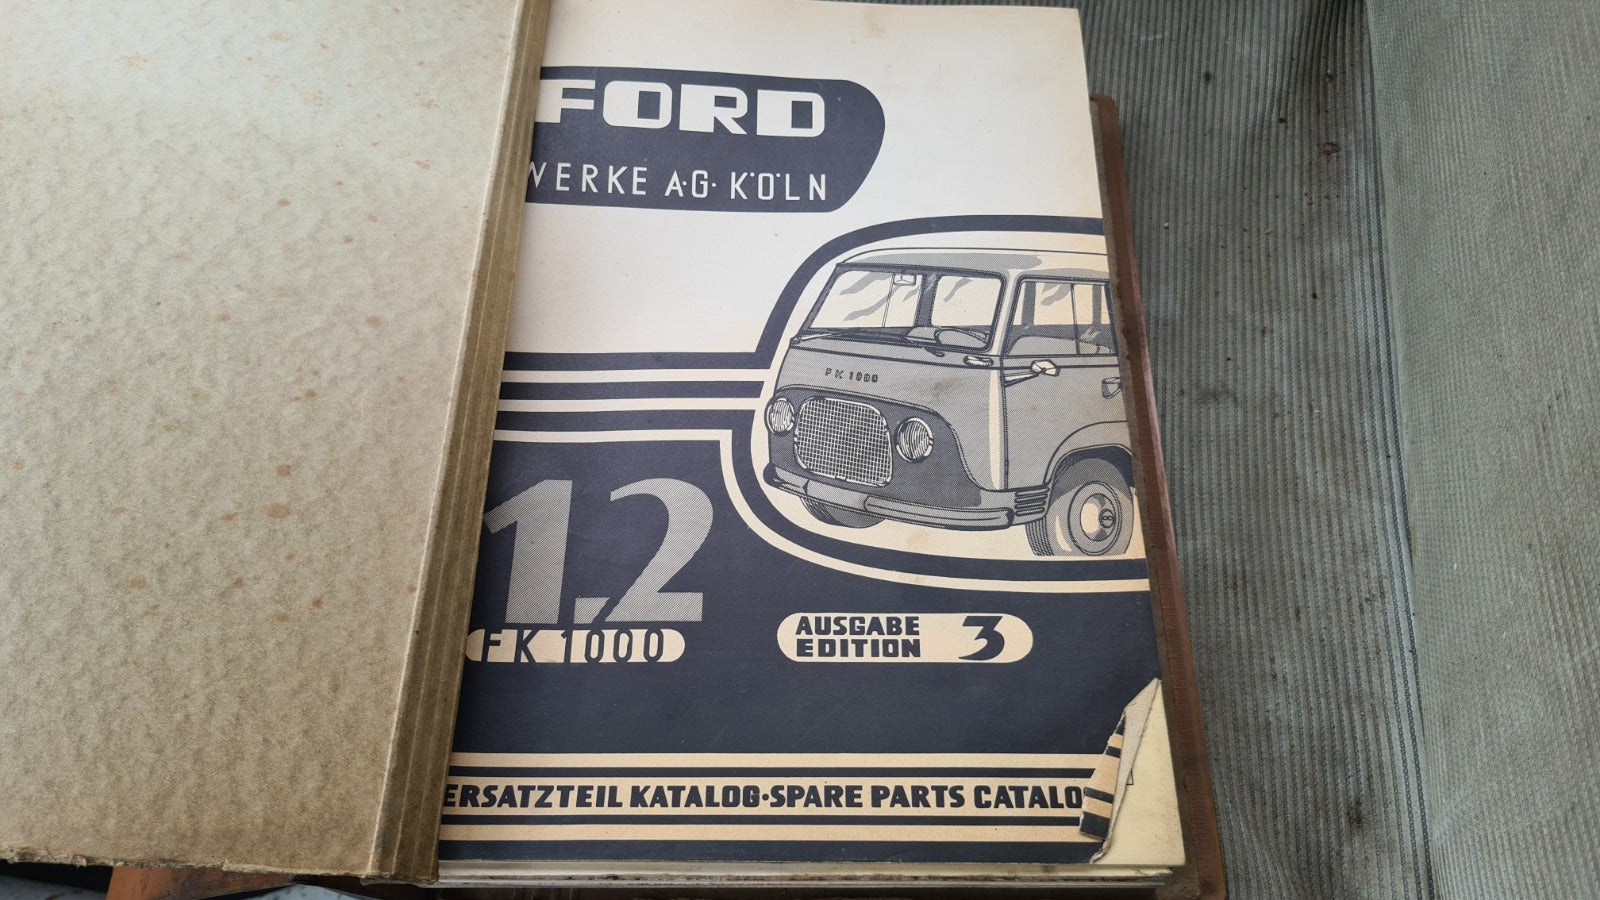 FORD
WERKE A·G· KÖLN
FK 1000
1.2
FK 1000
AUSGABE
EDITION 3
ERSATZTEIL KATALOG·SPARE PARTS CATALO